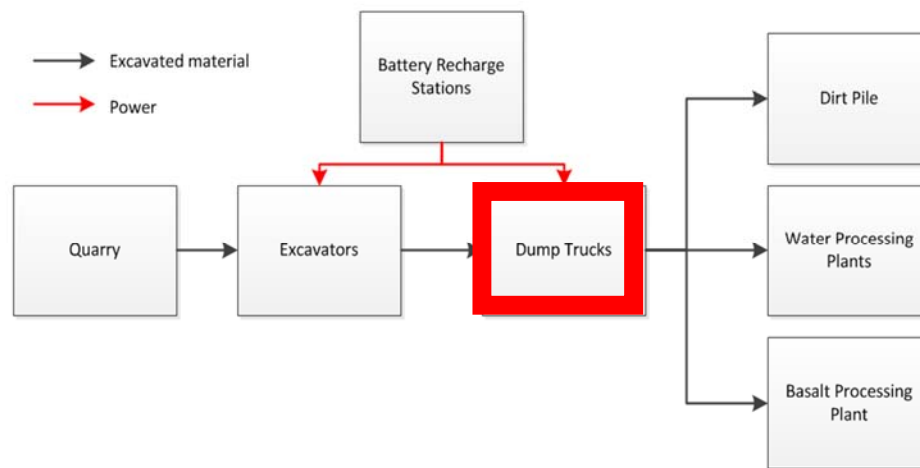 Excavated material
Power
Battery Recharge
Stations
Quarry
Excavators
Dump Trucks
Dirt Pile
Water Processing
Plants
Basalt Processing
Plant